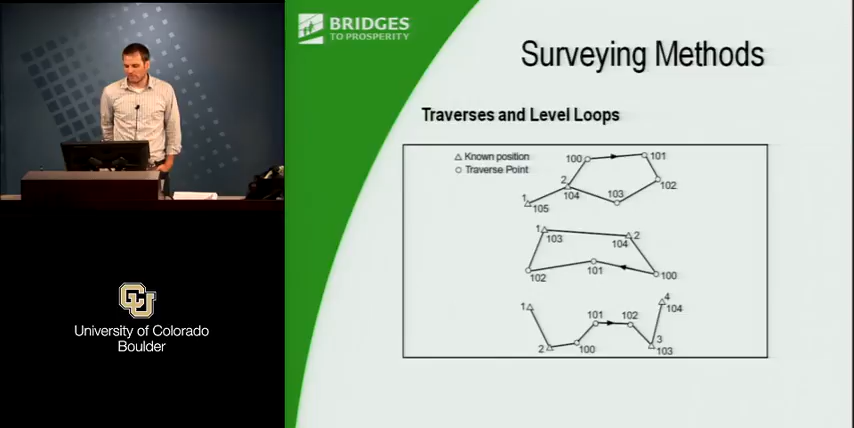 BRIDGES
TO PROSPERITY
Surveying Methods
Traverses and Level Loops
Known position
Traverse Point
100
101
2
104
102
103
1
105
1
103
2
104
102
101
100
1
4
104
101
102
2
100
3
103
CU
University of Colorado
Boulder